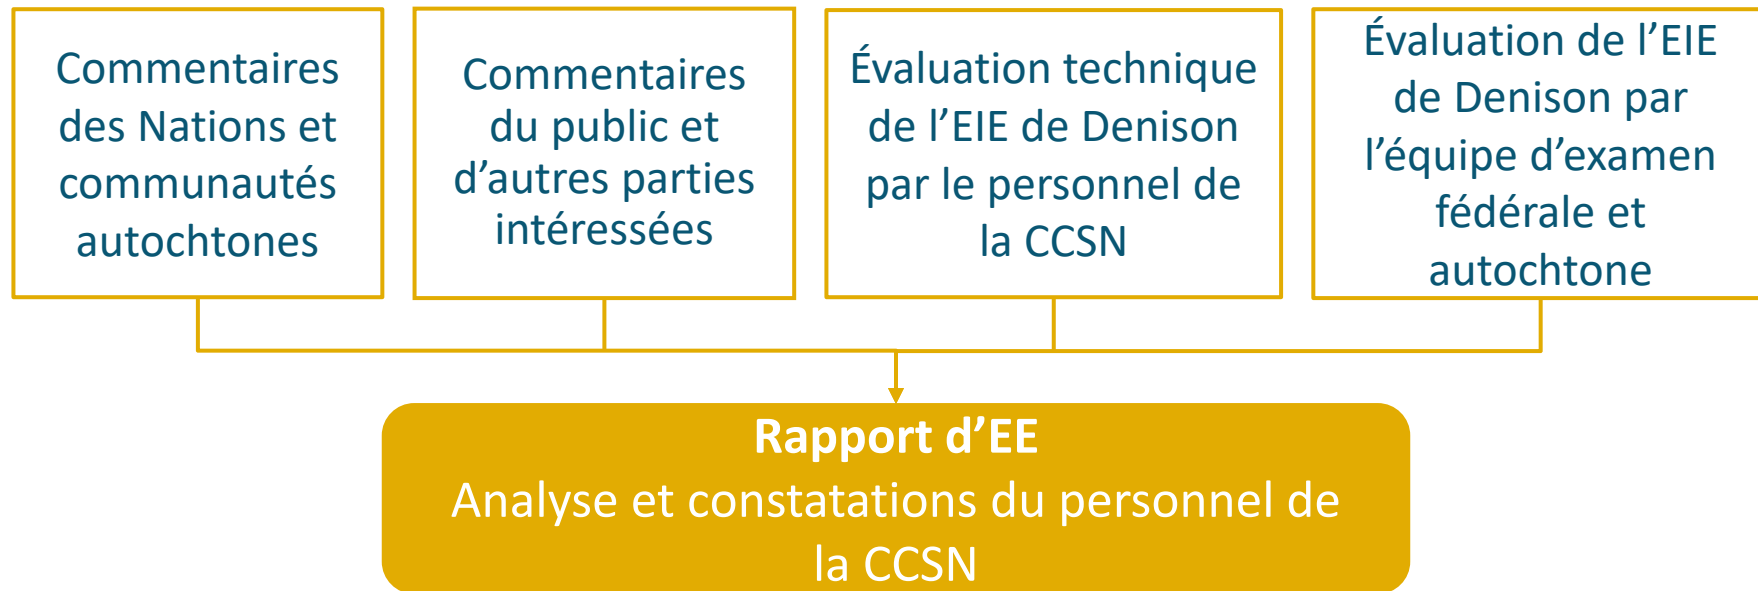 Commentaires
des Nations et
communautés
autochtones
Commentaires
du public et
d’autres parties
intéressées
Évaluation technique
de l’EIE de Denison
par le personnel de
la CCSN
Évaluation de l’EIE
de Denison par
l’équipe d’examen
fédérale et
autochtone
Rapport d’EE
Analyse et constatations du personnel de
la CCSN